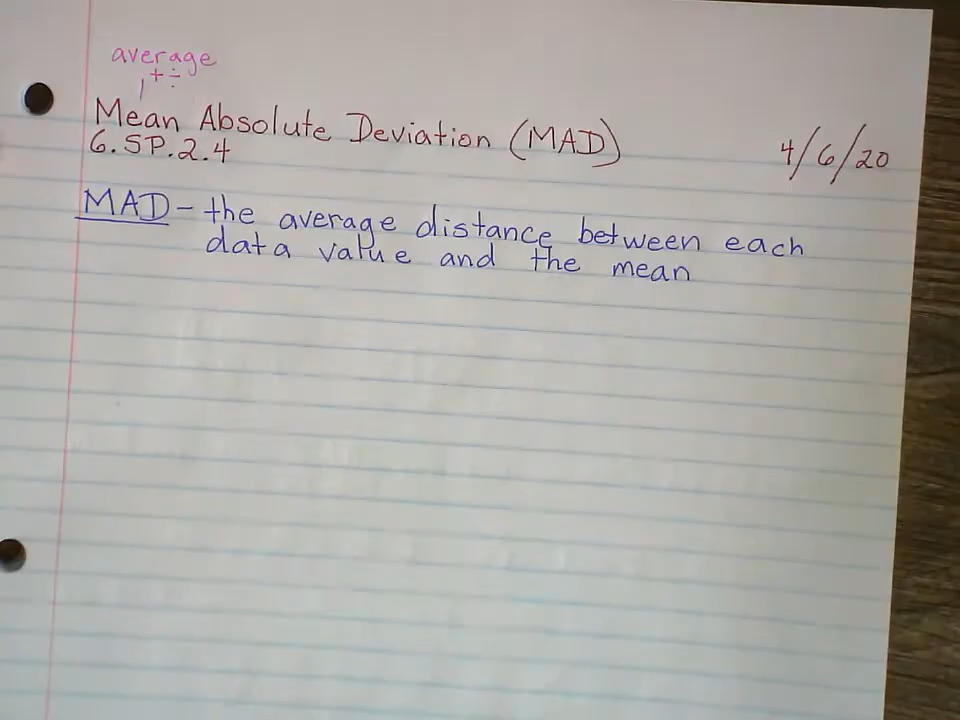 average
+ ÷
Mean Absolute Deviation (MAD) 4/6/20
6.SP.2.4
MAD - the average distance between each
data value and the mean